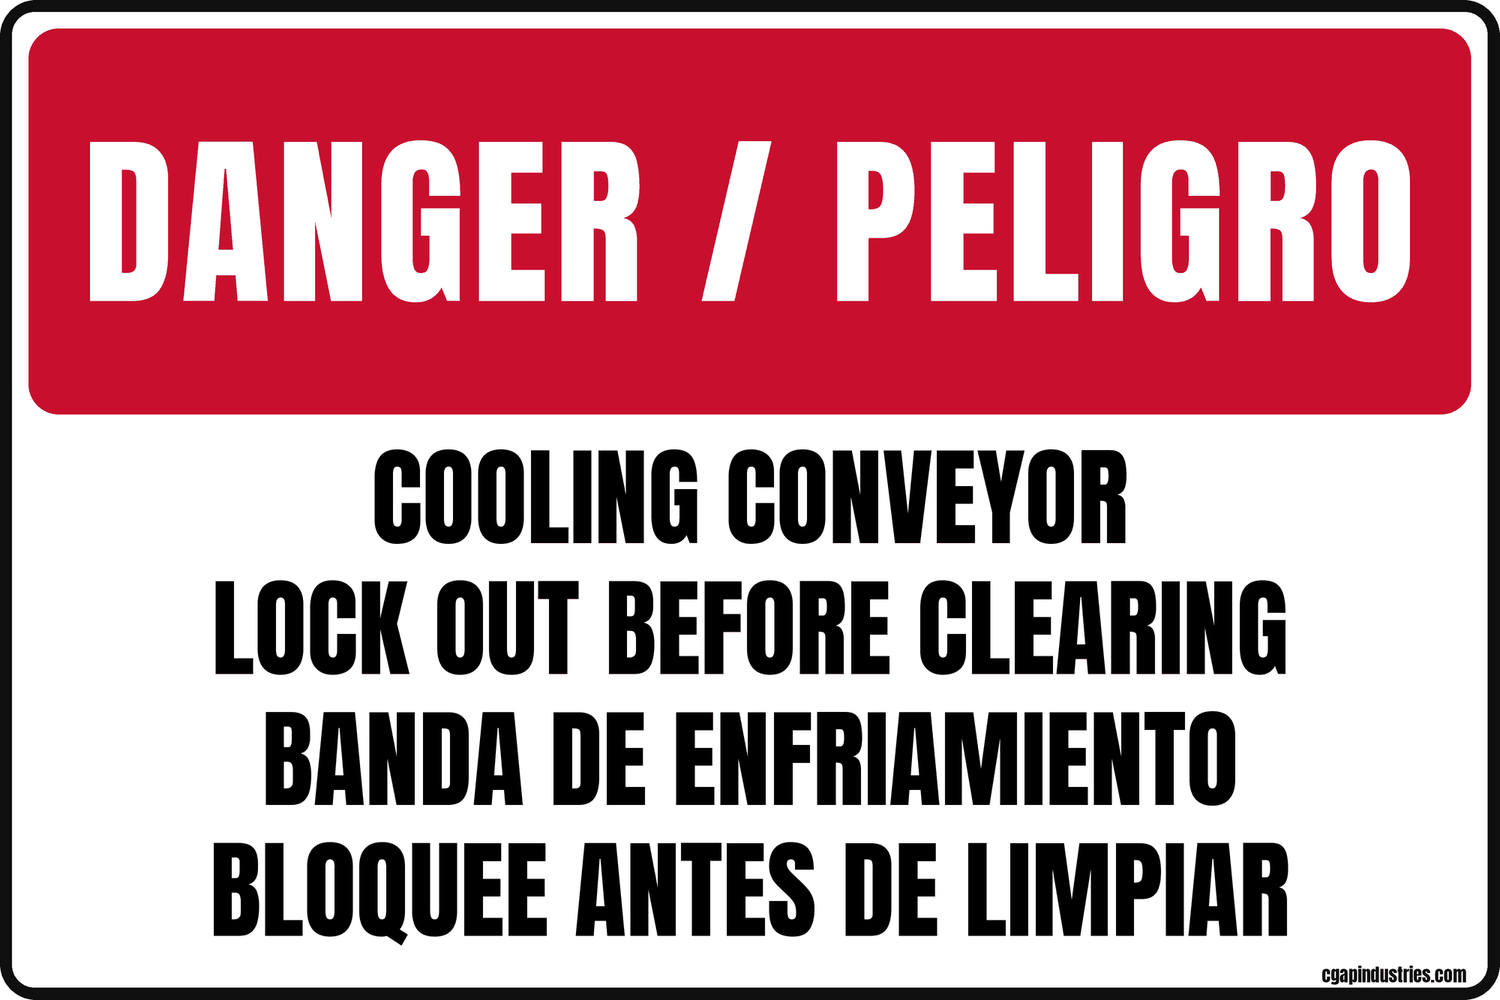 DANGER / PELIGRO
COOLING CONVEYOR
LOCK OUT BEFORE CLEARING
BANDA DE ENFRIAMIENTO
BLOQUEE ANTES DE LIMPIAR
cgapindustries.com